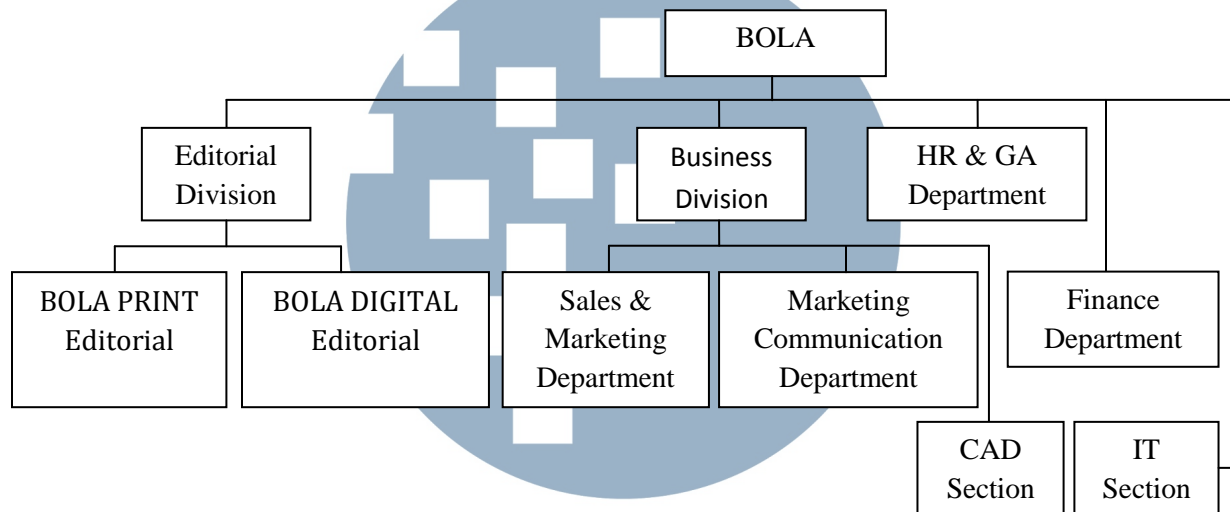 BOLA
Editorial
Division
Business
Division
HR & GA
Department
BOLA PRINT
Editorial
BOLA DIGITAL
Editorial
Sales &
Marketing
Department
Marketing
Communication
Department
Finance
Department
CAD
Section
IT
Section